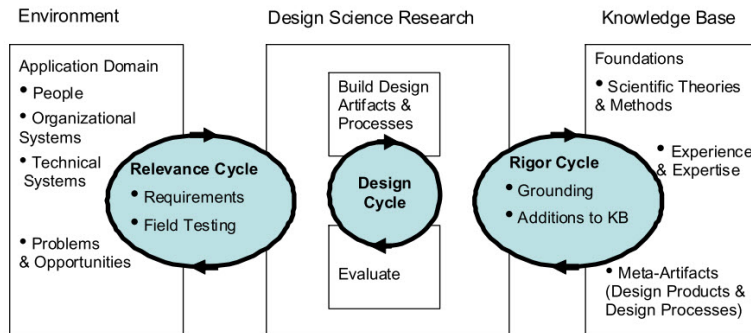 Environment
Design Science Research
Knowledge Base
Application Domain
• People
• Organizational
Systems
• Technical
Systems
• Problems
& Opportunities
Relevance Cycle
• Requirements
• Field Testing
Build Design
Artifacts &
Processes
Design
Cycle
Evaluate
Rigor Cycle
• Grounding
• Additions to KB
Foundations
• Scientific Theories
& Methods
• Experience
& Expertise
• Meta-Artifacts
(Design Products &
Design Processes)